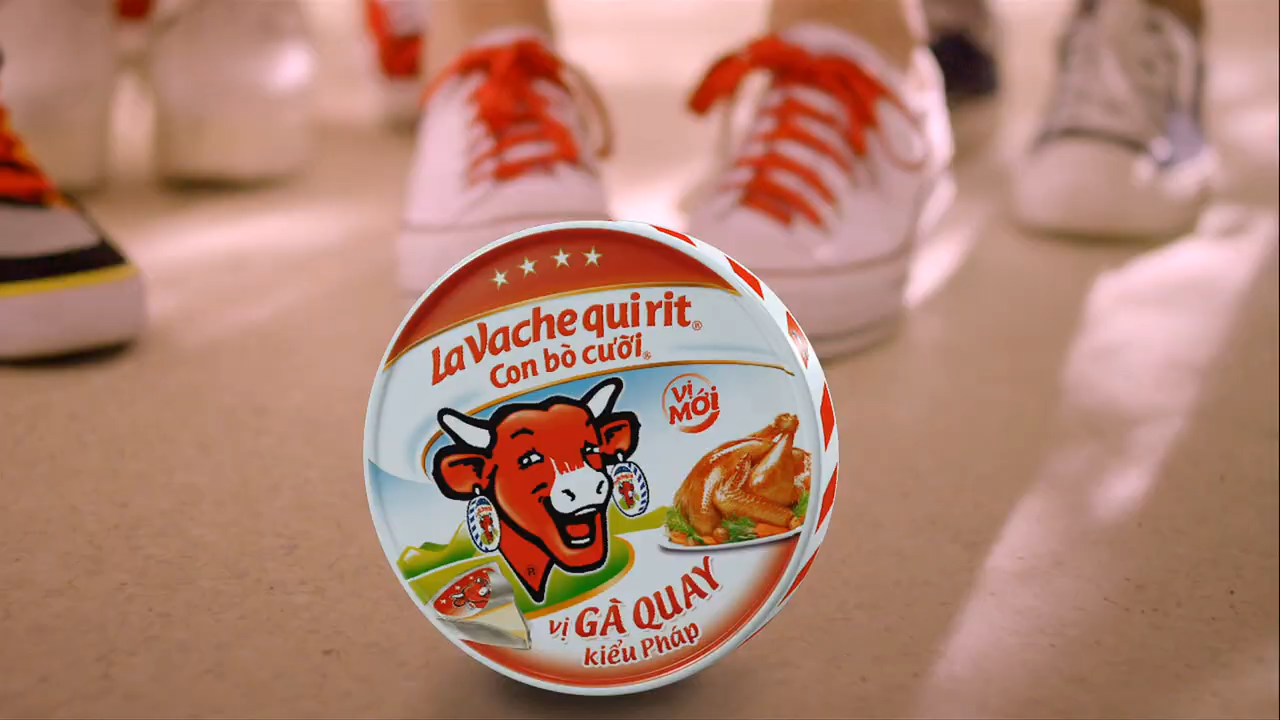 La Vache qui rit®
Con bò cười®
Vị
MỚI
vị GÀ QUAY
kiểu Pháp